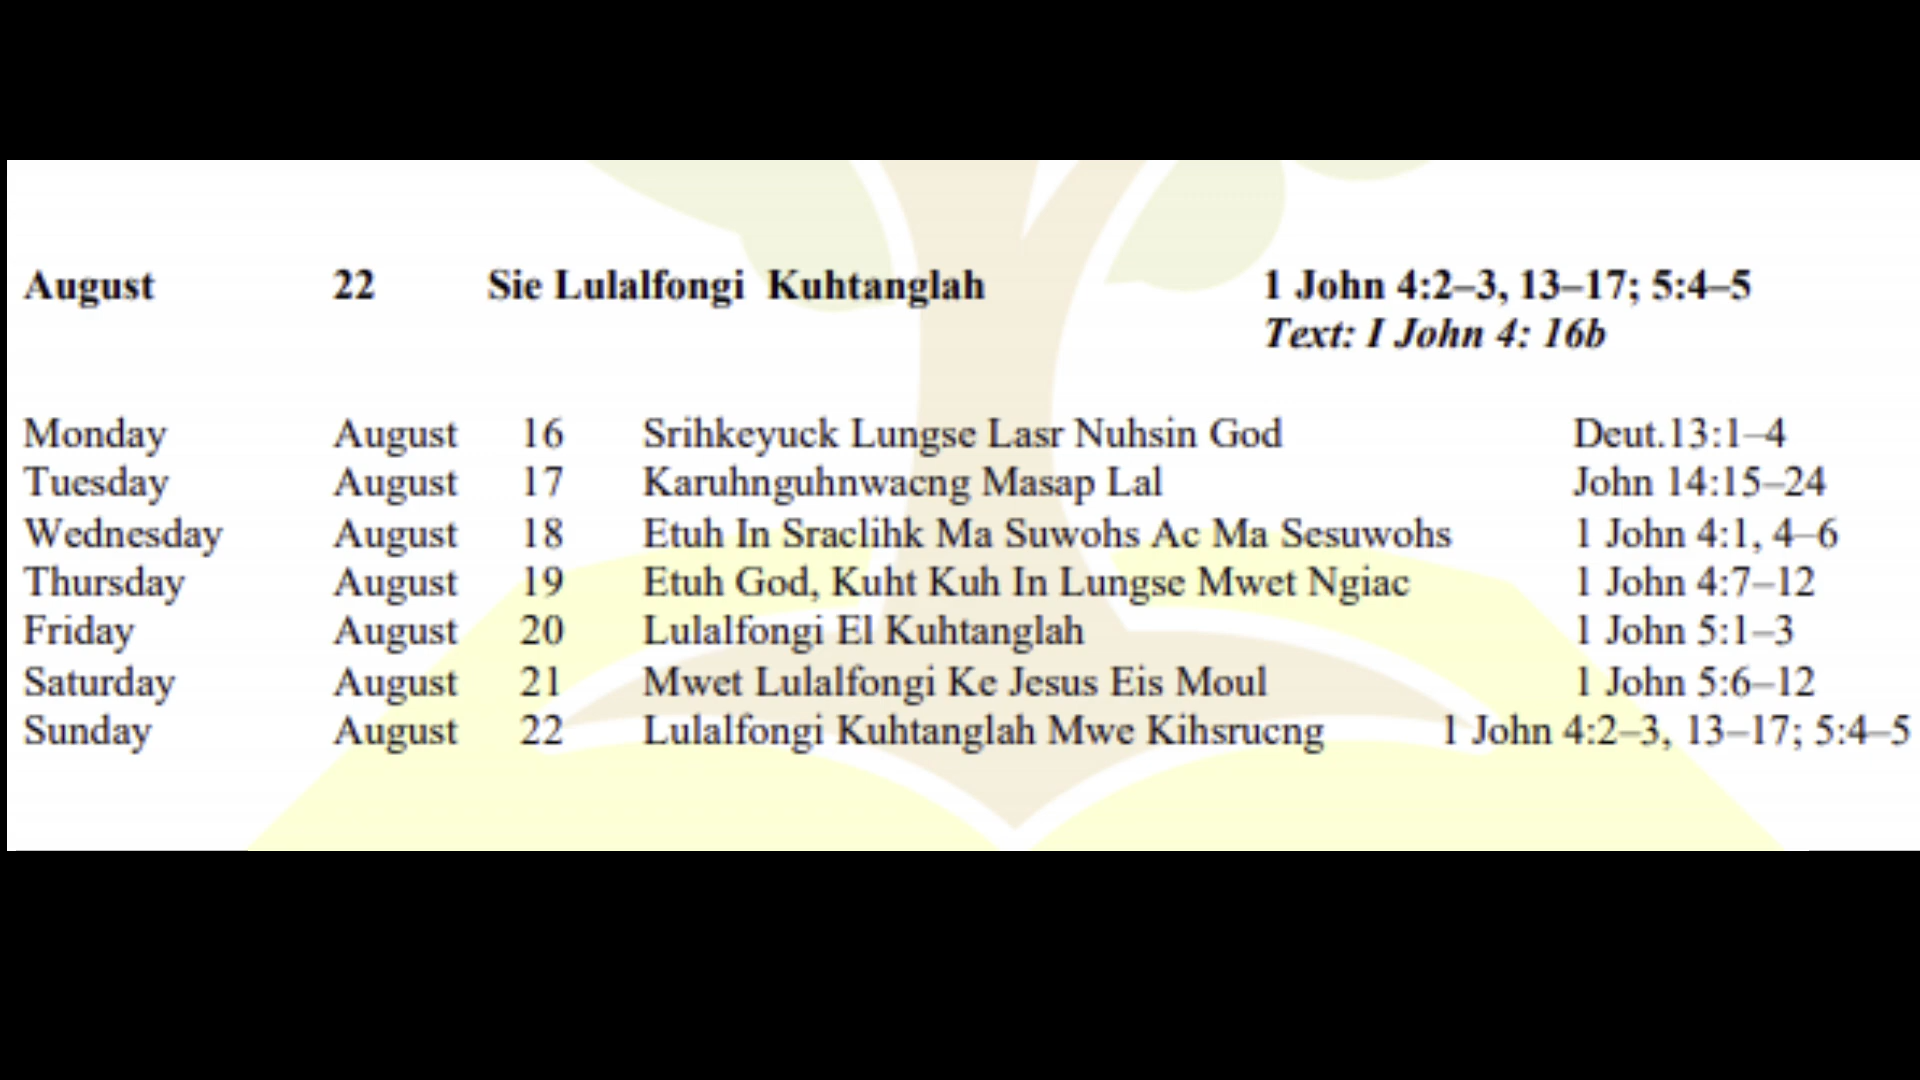 August 22 Sie Lulalfongi Kuhtanglah 1 John 4:2–3, 13–17; 5:4–5
Text: I John 4: 16b
Monday August 16 Srihkeyuck Lungse Lasr Nuhsin God Deut.13:1–4
Tuesday August 17 Karuhnguhnwacng Masap Lal John 14:15–24
Wednesday August 18 Etuh In Sraclihk Ma Suwohs Ac Ma Sesuwohs 1 John 4:1, 4–6
Thursday August 19 Etuh God, Kuht Kuh In Lungse Mwet Ngiac 1 John 4:7–12
Friday August 20 Lulalfongi El Kuhtanglah 1 John 5:1–3
Saturday August 21 Mwet Lulalfongi Ke Jesus Eis Moul 1 John 5:6–12
Sunday August 22 Lulalfongi Kuhtanglah Mwe Kihsrucng 1 John 4:2–3, 13–17; 5:4–5